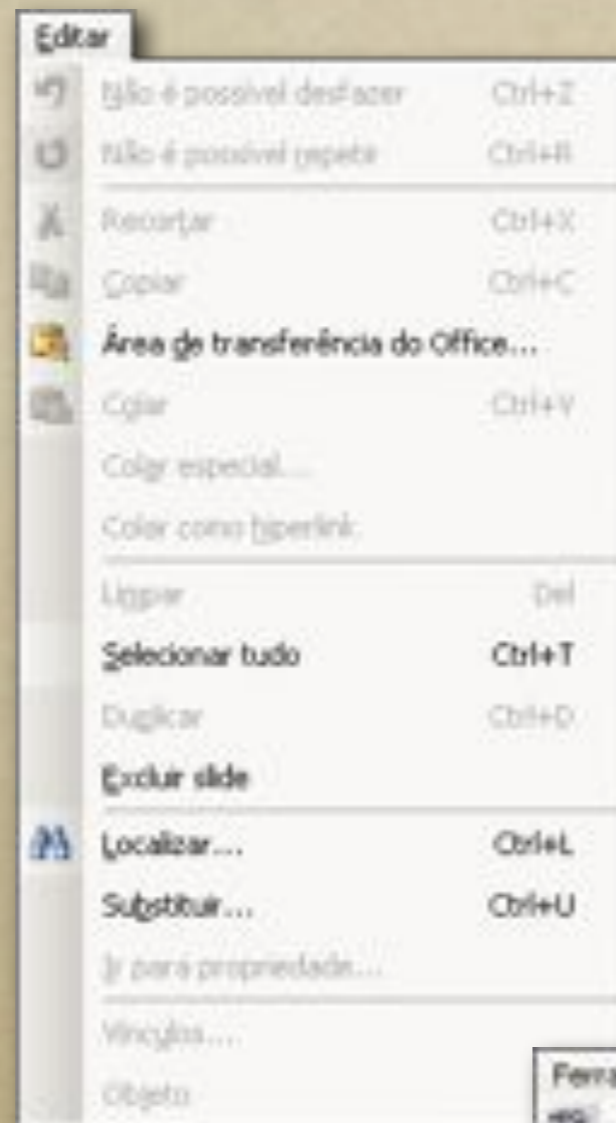 Editar
Não é possível desfazer Ctrl+Z
Não é possível repetir Ctrl+R
Recortar Ctrl+X
Copiar Ctrl+C
Área de transferência do Office...
Colar Ctrl+V
Colar especial...
Colar como hiperlink
Limpar Del
Selecionar tudo Ctrl+T
Duplicar Ctrl+D
Excluir slide
Localizar... Ctrl+L
Substituir... Ctrl+U
Ir para propriedade...
Vínculos...
Objeto
Ferra